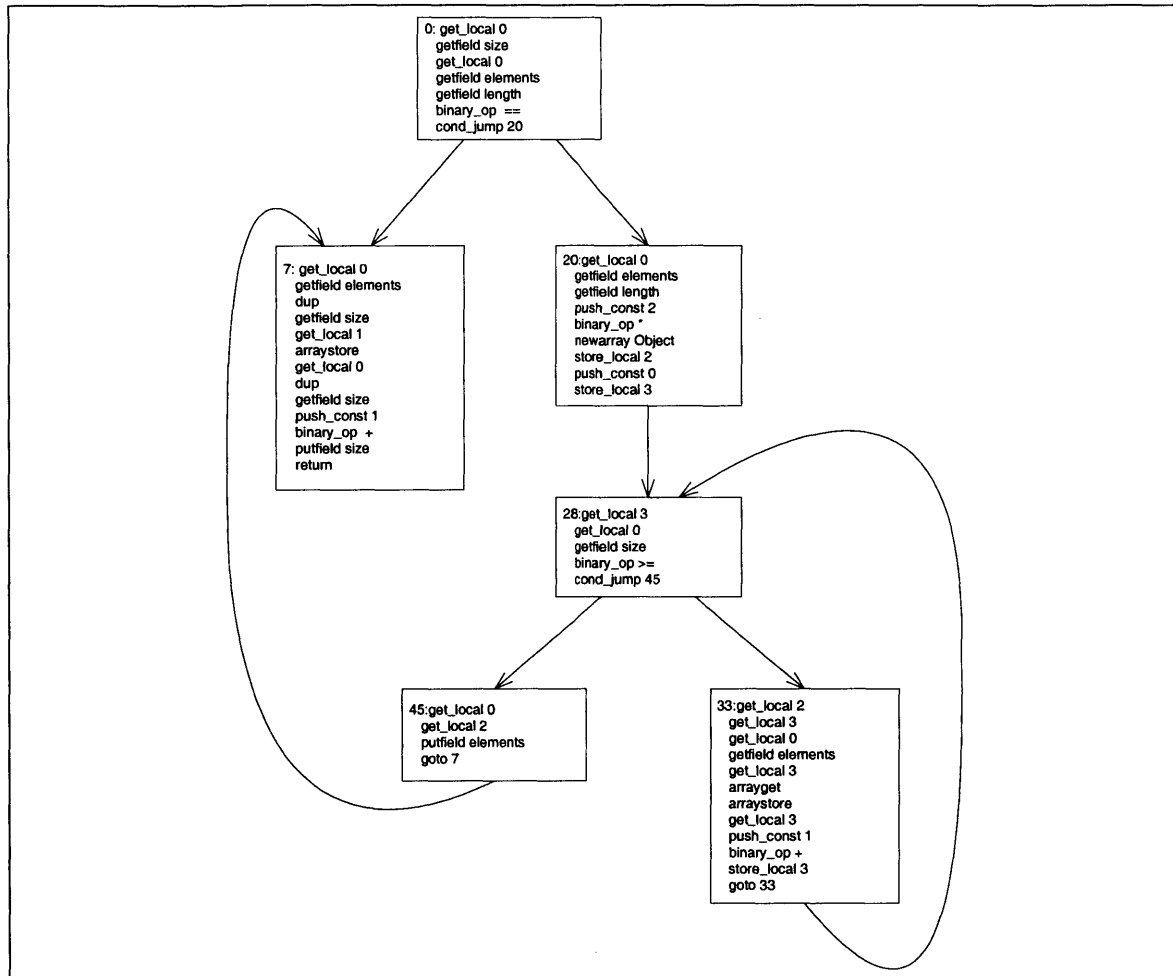 0: get_local 0
getfield size
get_local 0
getfield elements
getfield length
binary_op ==
cond_jump 20
7: get_local 0
getfield elements
dup
getfield size
get_local 1
arraystore
get_local 0
dup
getfield size
push_const 1
binary_op +
putfield size
return
20:get_local 0
getfield elements
getfield length
push_const 2
binary_op *
newarray Object
store_local 2
push_const 0
store_local 3
28:get_local 3
get_local 0
getfield size
binary_op >=
cond_jump 45
45:get_local 0
get_local 2
putfield elements
goto 7
33:get_local 2
get_local 3
get_local 0
getfield elements
get_local 3
arrayget
arraystore
get_local 3
push_const 1
binary_op +
store_local 3
goto 33